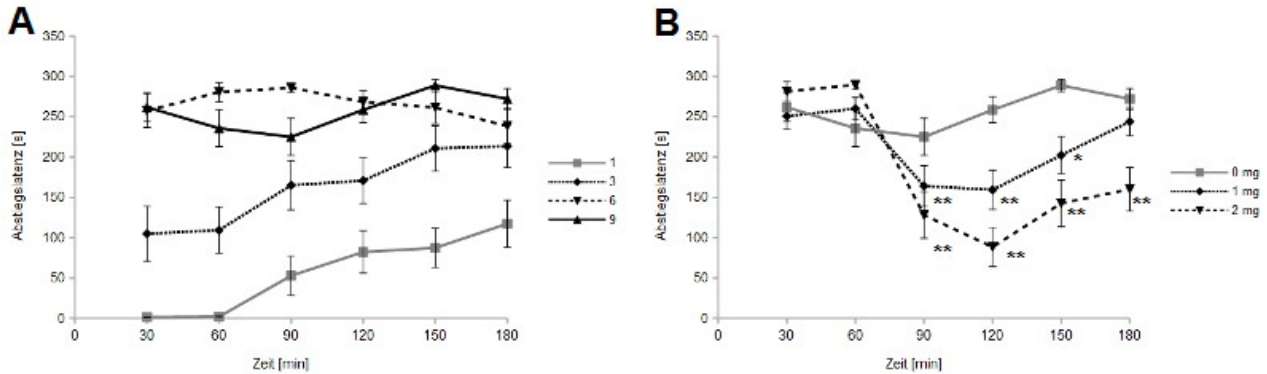 A
350
300
250
200
150
100
50
0
Abstiegslatenz [s]
0 30 60 90 120 150 180
Zeit [min]
1
3
6
9
B
350
300
250
200
150
100
50
0
Abstiegslatenz [s]
** ** *
** ** ** **
0 30 60 90 120 150 180
Zeit [min]
0 mg
1 mg
2 mg